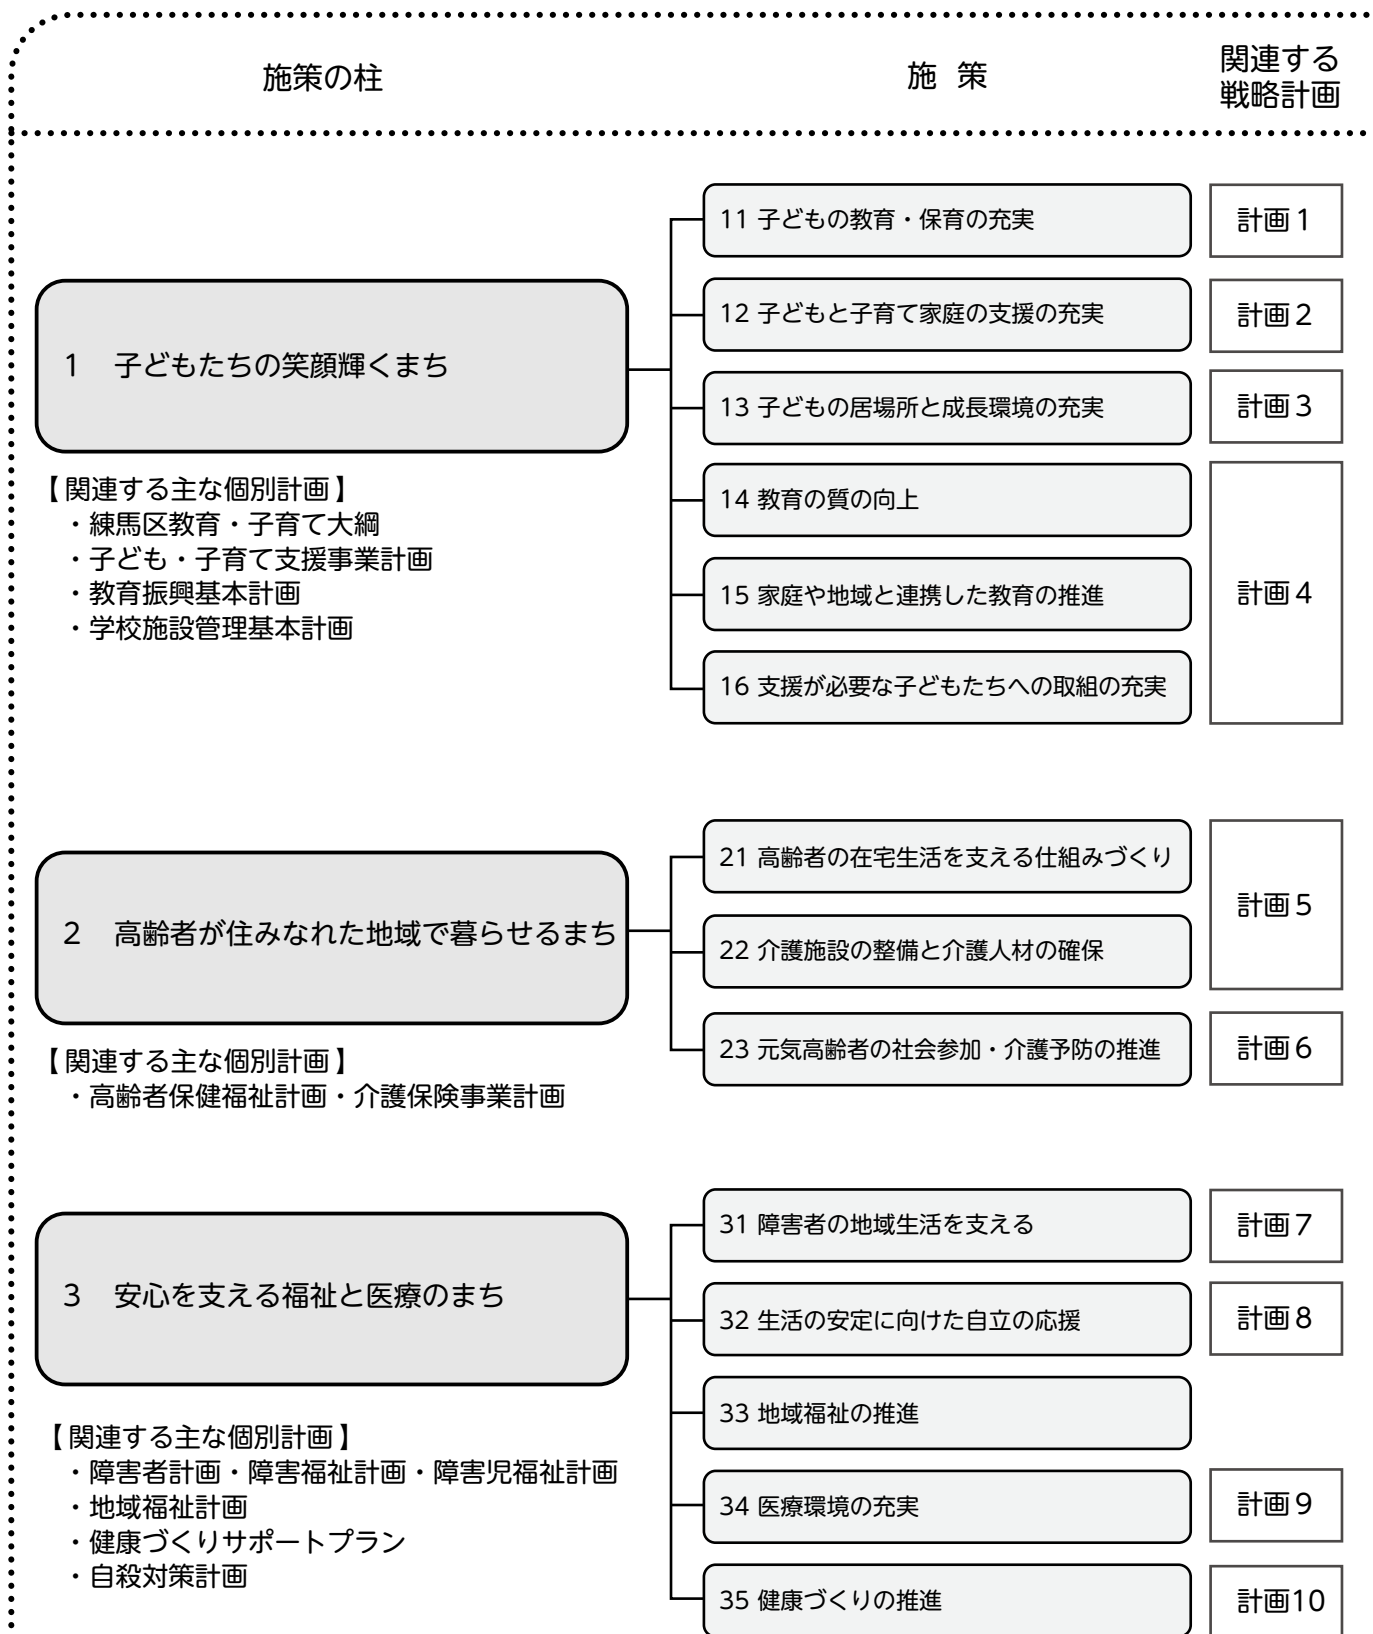 施策の柱
施 策
関連する
戦略計画
1 子どもたちの笑顔輝くまち
【関連する主な個別計画】
・練馬区教育・子育て大綱
・子ども・子育て支援事業計画
・教育振興基本計画
・学校施設管理基本計画
11 子どもの教育・保育の充実
計画1
12 子どもと子育て家庭の支援の充実
計画2
13 子どもの居場所と成長環境の充実
計画3
14 教育の質の向上
15 家庭や地域と連携した教育の推進
16 支援が必要な子どもたちへの取組の充実
計画4
2 高齢者が住みなれた地域で暮らせるまち
【関連する主な個別計画】
・高齢者保健福祉計画・介護保険事業計画
21 高齢者の在宅生活を支える仕組みづくり
22 介護施設の整備と介護人材の確保
計画5
23 元気高齢者の社会参加・介護予防の推進
計画6
3 安心を支える福祉と医療のまち
【関連する主な個別計画】
・障害者計画・障害福祉計画・障害児福祉計画
・地域福祉計画
・健康づくりサポートプラン
・自殺対策計画
31 障害者の地域生活を支える
計画7
32 生活の安定に向けた自立の応援
計画8
33 地域福祉の推進
34 医療環境の充実
計画9
35 健康づくりの推進
計画10